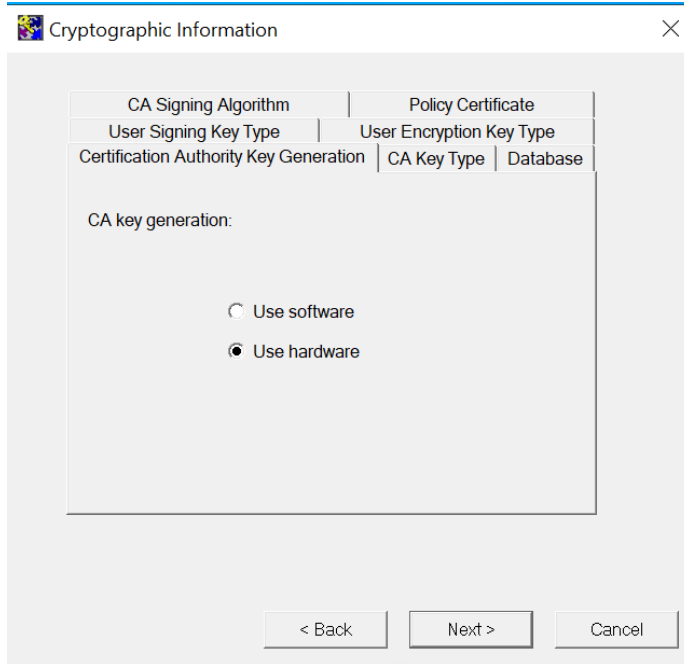 Cryptographic Information
CA Signing Algorithm Policy Certificate
User Signing Key Type User Encryption Key Type
Certification Authority Key Generation CA Key Type Database
CA key generation:
Use software
Use hardware
< Back Next > Cancel